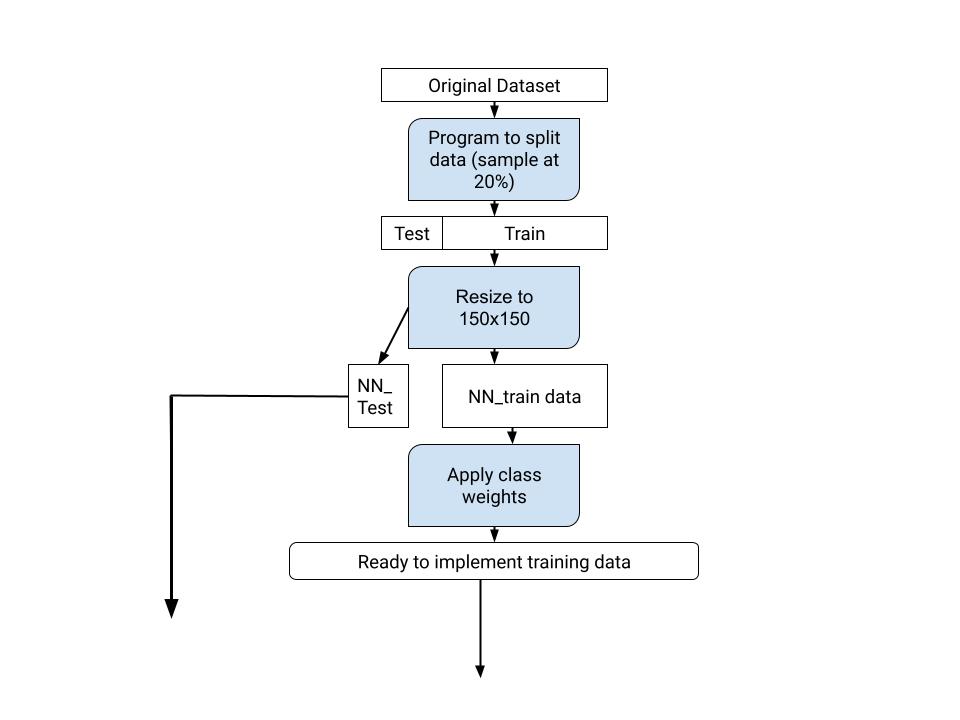 Original Dataset
Program to split
data (sample at
20%)
Test
Train
Resize to
150x150
NN_
Test
NN_train data
Apply class
weights
Ready to implement training data